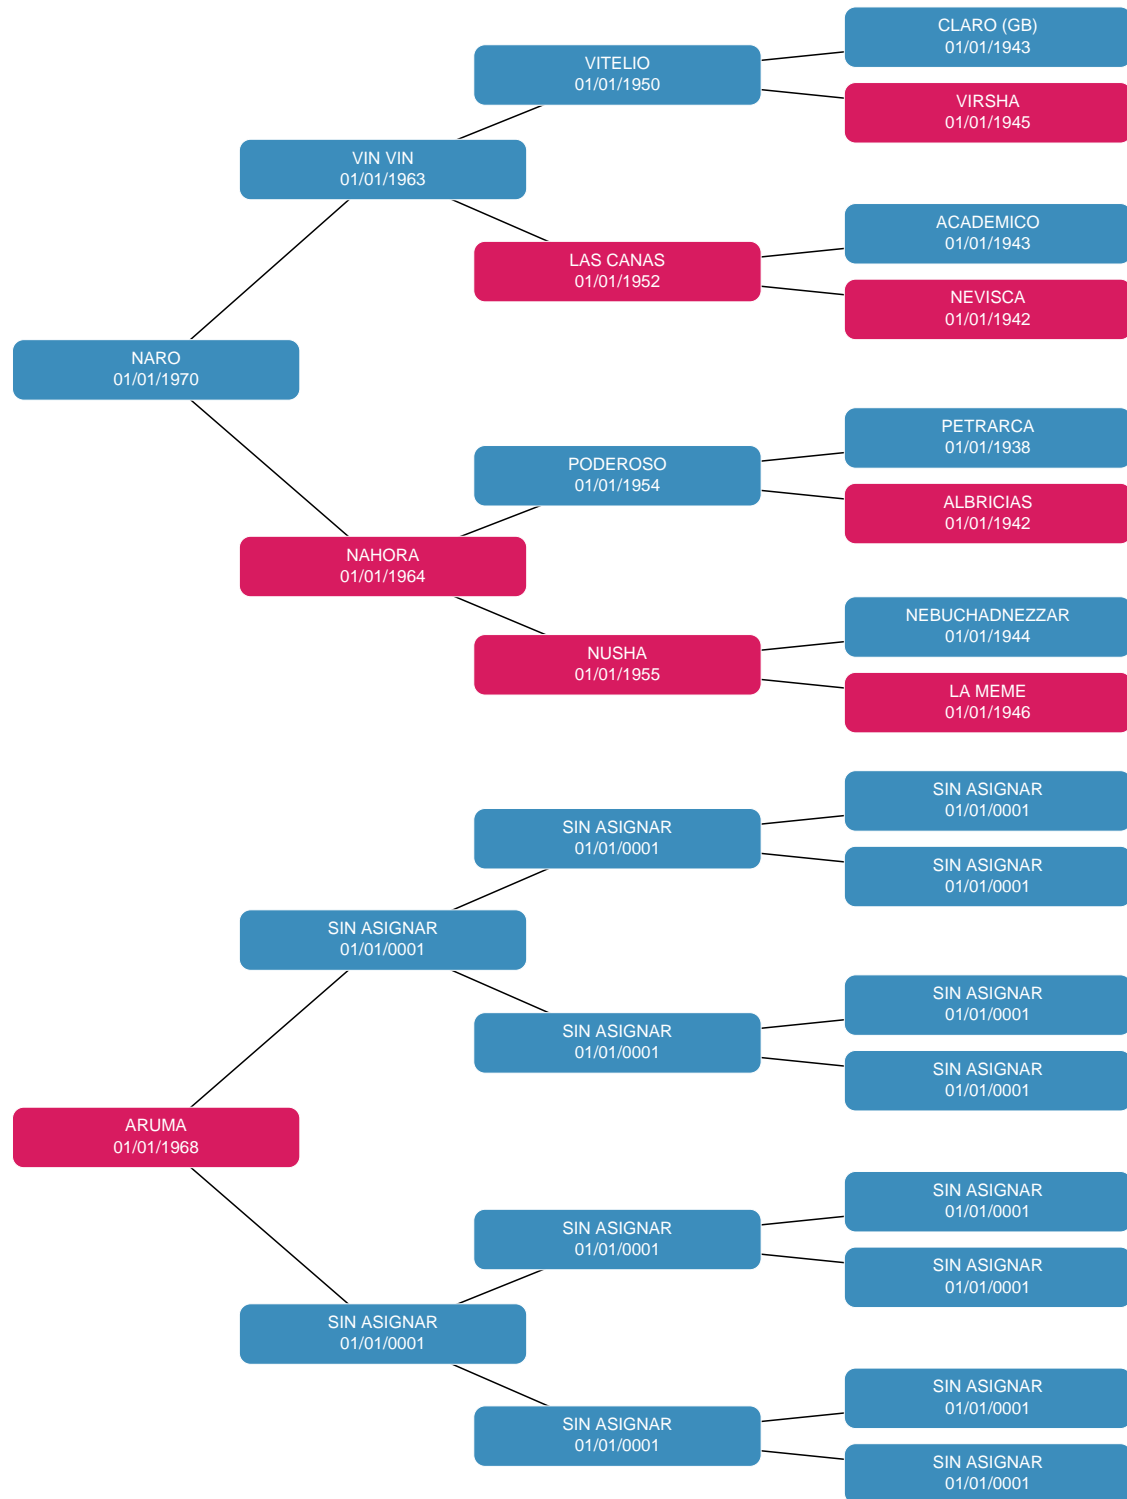 CLARO (GB)
01/01/1943
VITELIO
01/01/1950
VIRSHA
01/01/1945
VIN VIN
01/01/1963
ACADEMICO
01/01/1943
LAS CANAS
01/01/1952
NEVISCA
01/01/1942
NARO
01/01/1970
PETRARCA
01/01/1938
PODEROSO
01/01/1954
ALBRICIAS
01/01/1942
NAHORA
01/01/1964
NEBUCHADNEZZAR
01/01/1944
NUSHA
01/01/1955
LA MEME
01/01/1946
SIN ASIGNAR
01/01/0001
SIN ASIGNAR
01/01/0001
SIN ASIGNAR
01/01/0001
SIN ASIGNAR
01/01/0001
SIN ASIGNAR
01/01/0001
SIN ASIGNAR
01/01/0001
SIN ASIGNAR
01/01/0001
ARUMA
01/01/1968
SIN ASIGNAR
01/01/0001
SIN ASIGNAR
01/01/0001
SIN ASIGNAR
01/01/0001
SIN ASIGNAR
01/01/0001
SIN ASIGNAR
01/01/0001
SIN ASIGNAR
01/01/0001
SIN ASIGNAR
01/01/0001